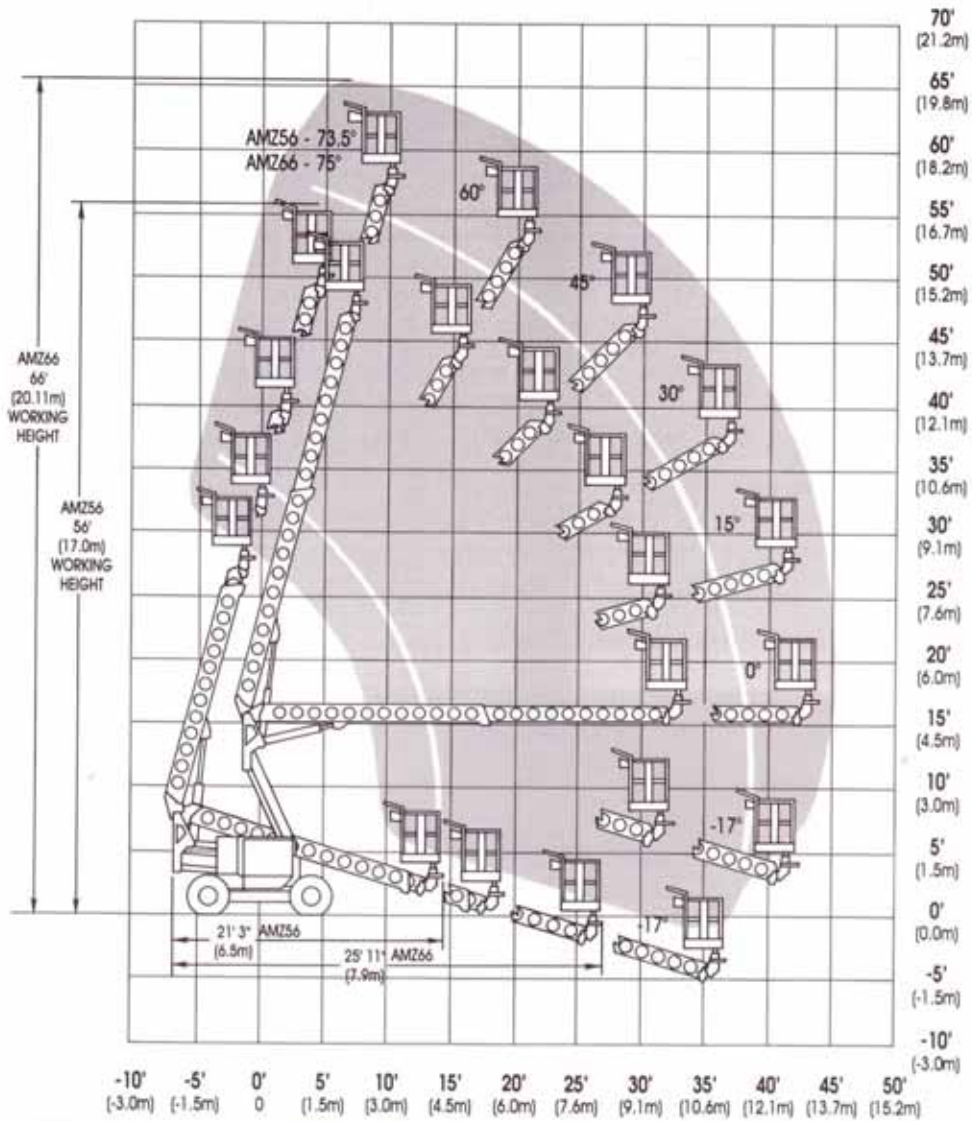 70'
(21.2m)
65'
(19.8m)
60'
(18.2m)
55'
(16.7m)
50'
(15.2m)
45'
(13.7m)
40'
(12.1m)
35'
(10.6m)
30'
(9.1m)
25'
(7.6m)
20'
(6.0m)
15'
(4.5m)
10'
(3.0m)
5'
(1.5m)
0'
(0.0m)
-5'
(-1.5m)
-10'
(-3.0m)
AMZ56 - 73.5°
AMZ66 - 75°
60°
45°
30°
15°
0°
-17°
-17°
AMZ66
66'
(20.11m)
WORKING
HEIGHT
AMZ56
56'
(17.0m)
WORKING
HEIGHT
21' 3" AMZ56
(6.5m)
25' 11" AMZ66
(7.9m)
-10' -5' 0' 5' 10' 15' 20' 25' 30' 35' 40' 45' 50'
(-3.0m) (-1.5m) 0 (1.5m) (3.0m) (4.5m) (6.0m) (7.6m) (9.1m) (10.6m) (12.1m) (13.7m) (15.2m)